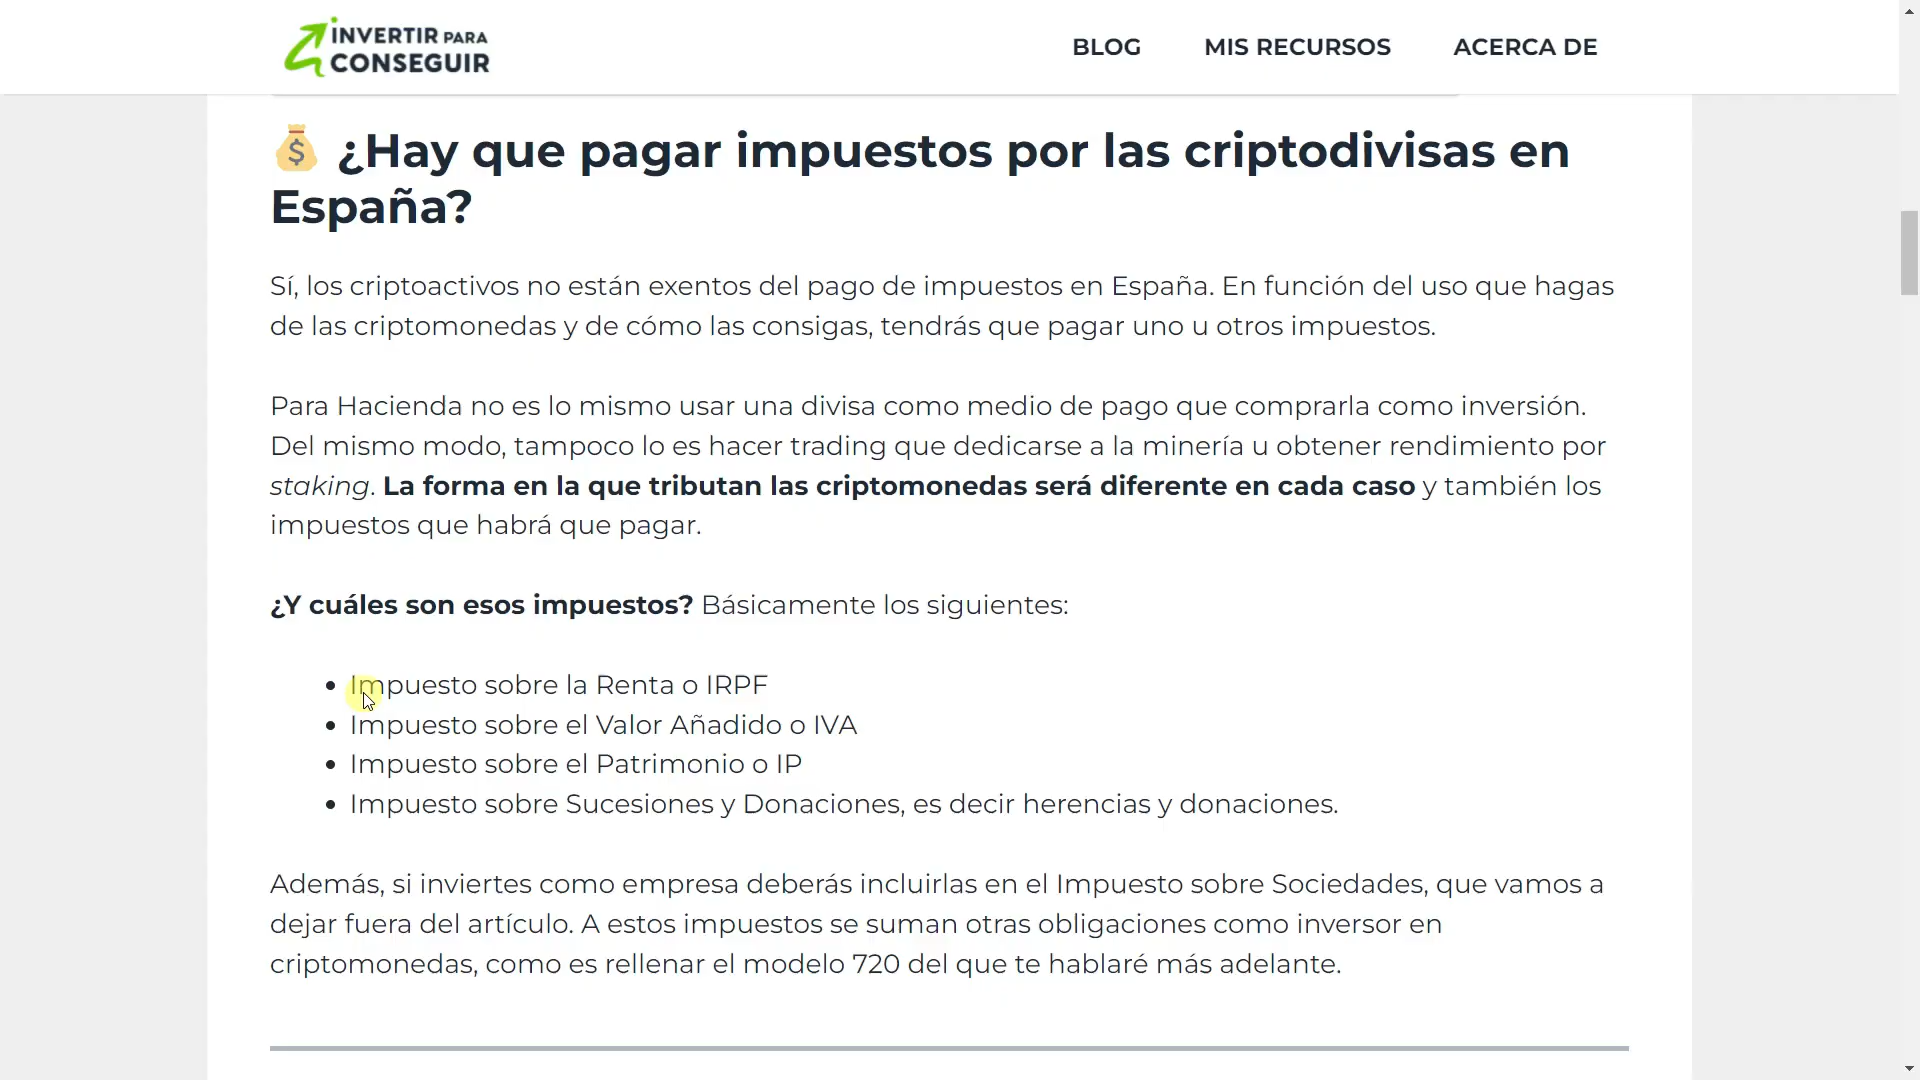 INVERTIR PARA
CONSEGUIR
BLOG
MIS RECURSOS
ACERCA DE
¿Hay que pagar impuestos por las criptodivisas en
España?
Sí, los criptoactivos no están exentos del pago de impuestos en España. En función del uso que hagas
de las criptomonedas y de cómo las consigas, tendrás que pagar uno u otros impuestos.
Para Hacienda no es lo mismo usar una divisa como medio de pago que comprarla como inversión.
Del mismo modo, tampoco lo es hacer trading que dedicarse a la minería u obtener rendimiento por
staking. La forma en la que tributan las criptomonedas será diferente en cada caso y también los
impuestos que habrá que pagar.
¿Y cuáles son esos impuestos? Básicamente los siguientes:
• Impuesto sobre la Renta o IRPF
• Impuesto sobre el Valor Añadido o IVA
• Impuesto sobre el Patrimonio o IP
• Impuesto sobre Sucesiones y Donaciones, es decir herencias y donaciones.
Además, si inviertes como empresa deberás incluirlas en el Impuesto sobre Sociedades, que vamos a
dejar fuera del artículo. A estos impuestos se suman otras obligaciones como inversor en
criptomonedas, como es rellenar el modelo 720 del que te hablaré más adelante.